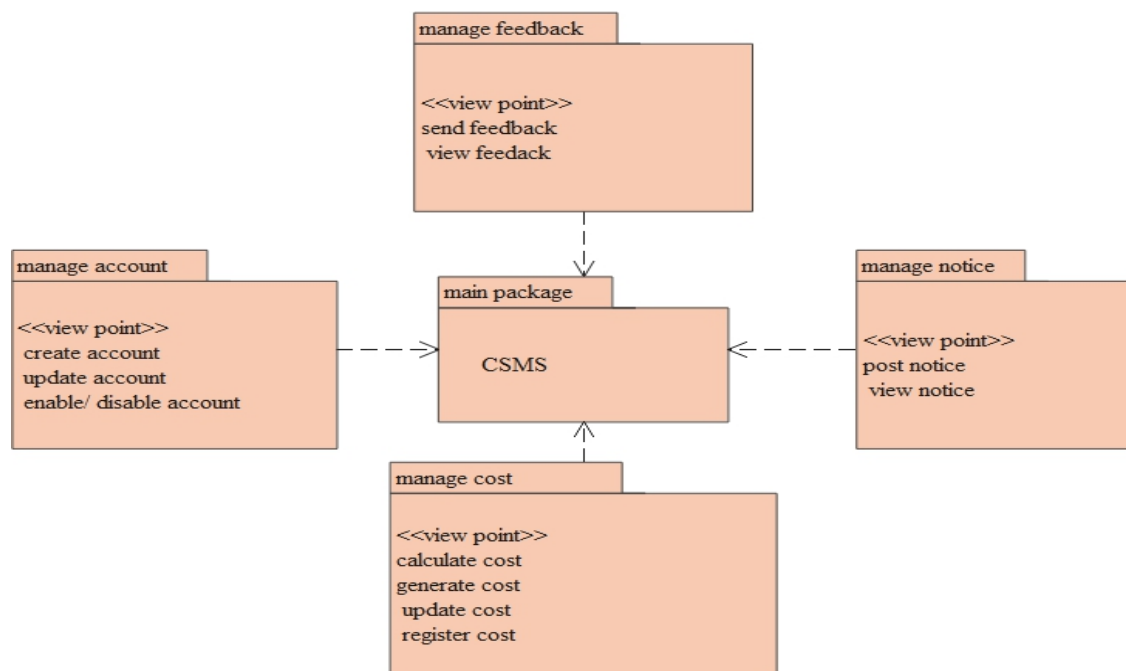 manage feedback
<<view point>>
send feedback
view feedack
manage account
<<view point>>
create account
update account
enable/ disable account
main package
CSMS
manage notice
<<view point>>
post notice
view notice
manage cost
<<view point>>
calculate cost
generate cost
update cost
register cost